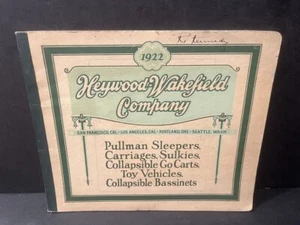 1922
Heywood-Wakefield
Company
SAN FRANCISCO, CAL. - LOS ANGELES, CAL. - PORTLAND, ORE. - SEATTLE, WASH.
Pullman Sleepers,
Carriages, Sulkies,
Collapsible Go Carts,
Toy Vehicles,
Collapsible Bassinets